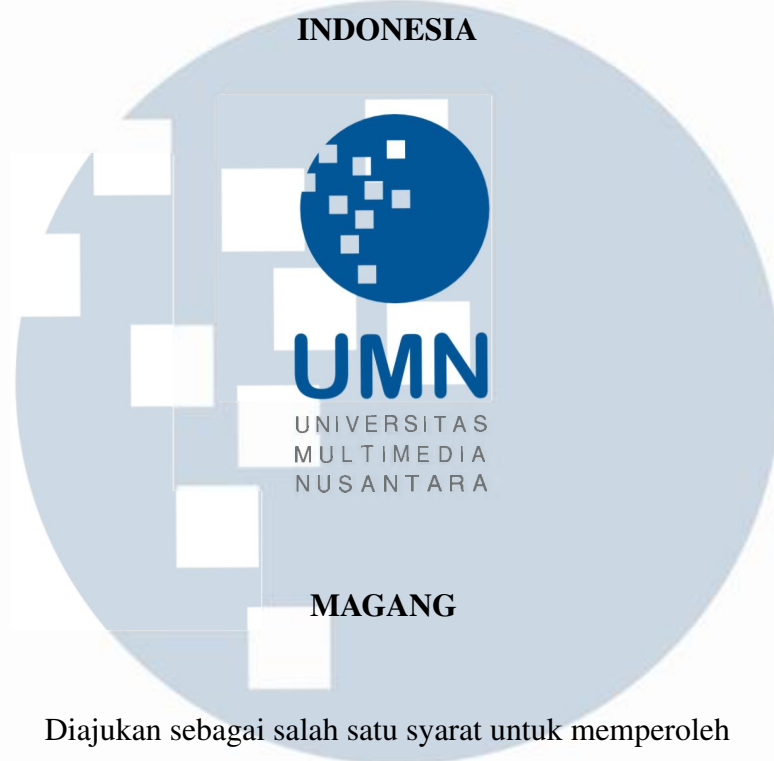 INDONESIA
UMN
UNIVERSITAS
MULTIMEDIA
NUSANTARA
MAGANG
Diajukan sebagai salah satu syarat untuk memperoleh